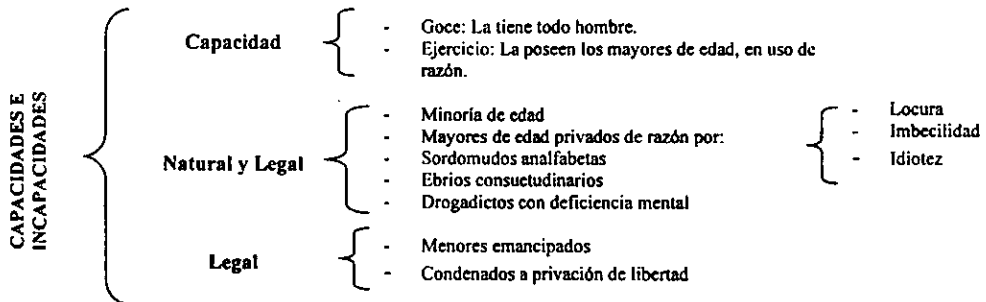 CAPACIDADES E
INCAPACIDADES
Capacidad
- Goce: La tiene todo hombre.
- Ejercicio: La poseen los mayores de edad, en uso de
razón.
Natural y Legal
- Minoría de edad
- Mayores de edad privados de razón por:
- Sordomudos analfabetas
- Ebrios consuetudinarios
- Drogadictos con deficiencia mental
- Locura
- Imbecilidad
- Idiotez
Legal
- Menores emancipados
- Condenados a privación de libertad